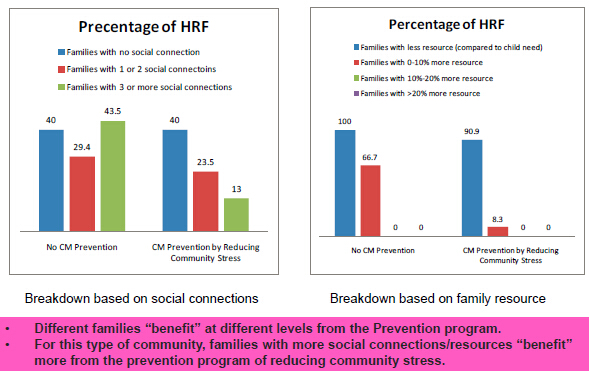 Precentage of HRF
Families with no social connection
Families with 1 or 2 social connectoins
Families with 3 or more social connections
40
29.4
43.5
40
23.5
13
No CM Prevention
CM Prevention by Reducing
Community Stress
Percentage of HRF
Families with less resource (compared to child need)
Families with 0-10% more resource
Families with 10%-20% more resource
Families with >20% more resource
100
66.7
0
0
90.9
8.3
0
0
No CM Prevention
CM Prevention by Reducing
Community Stress
Breakdown based on social connections
Breakdown based on family resource
• Different families “benefit” at different levels from the Prevention program.
• For this type of community, families with more social connections/resources “benefit”
more from the prevention program of reducing community stress.